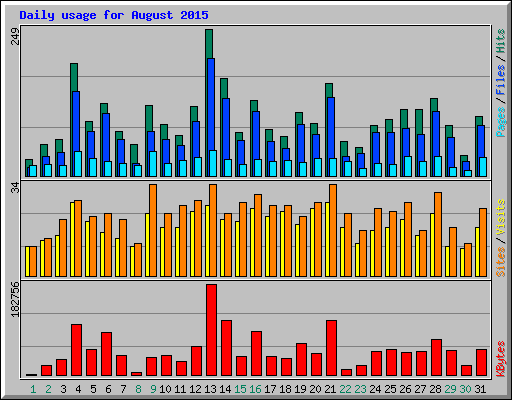 Daily usage for August 2015
249
Pages / Files / Hits
34
Sites / Visits
182756
KBytes
1 2 3 4 5 6 7 8 9 10 11 12 13 14 15 16 17 18 19 20 21 22 23 24 25 26 27 28 29 30 31